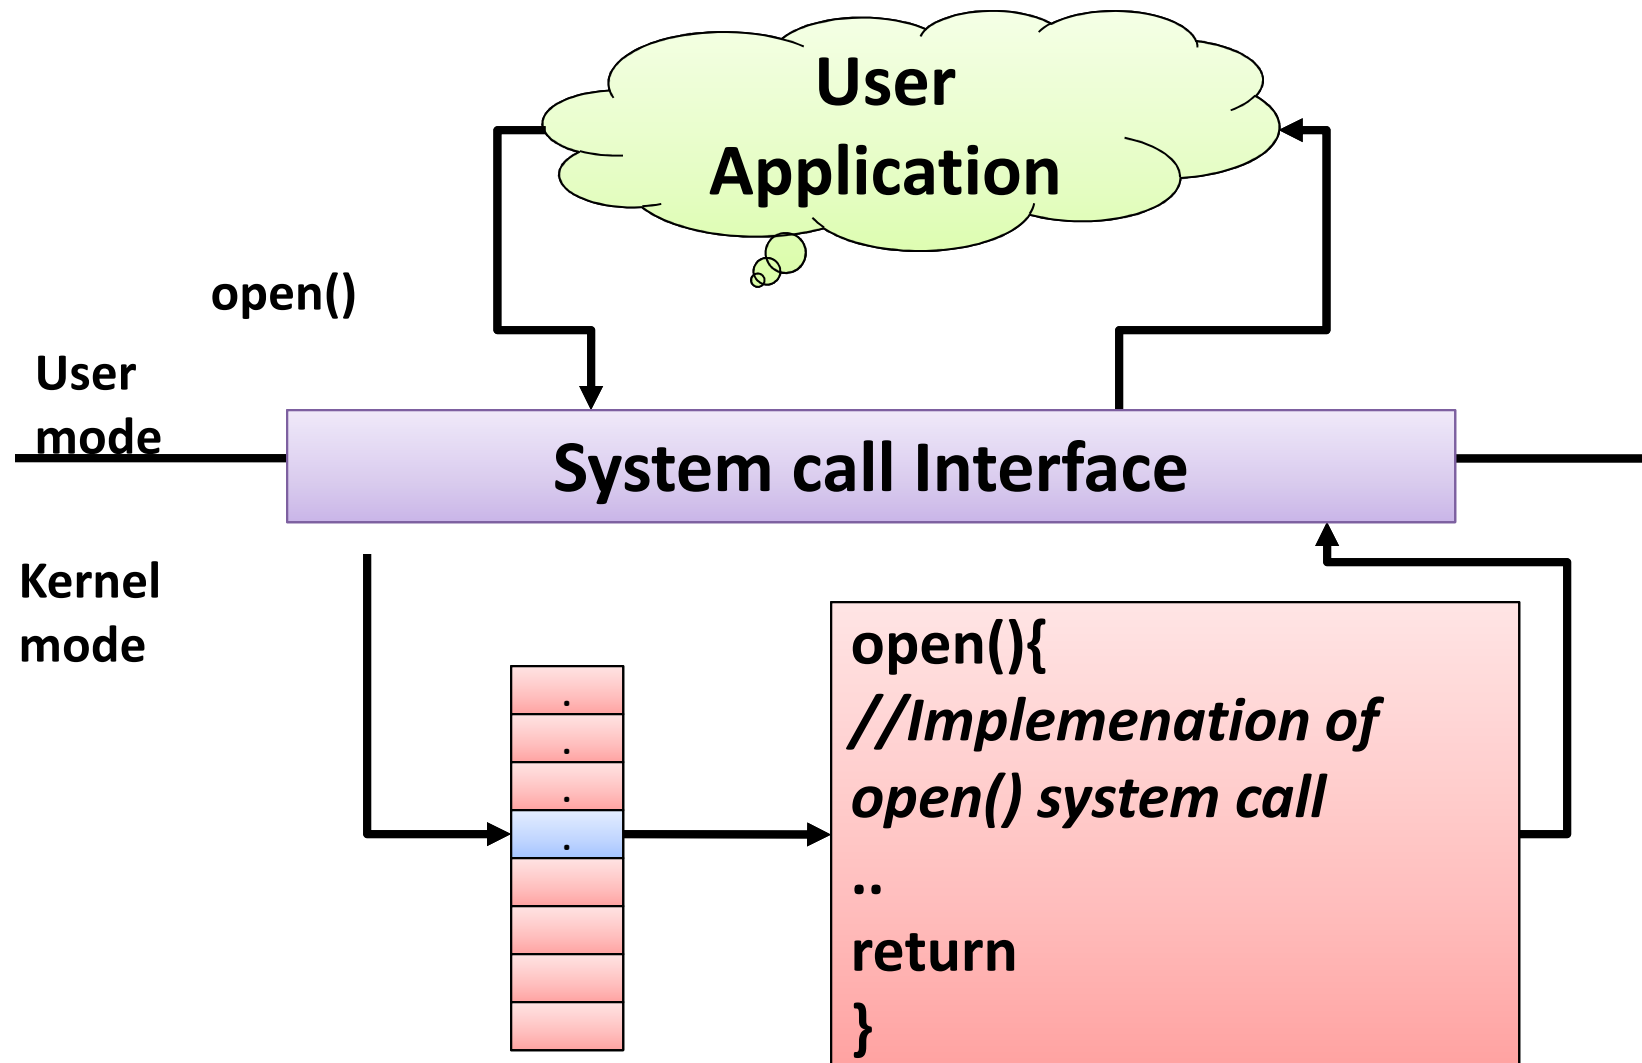 User
Application
open()
User
mode
System call Interface
Kernel
mode
open(){
//Implemenation of
open() system call
..
return
}
.
.
.
.